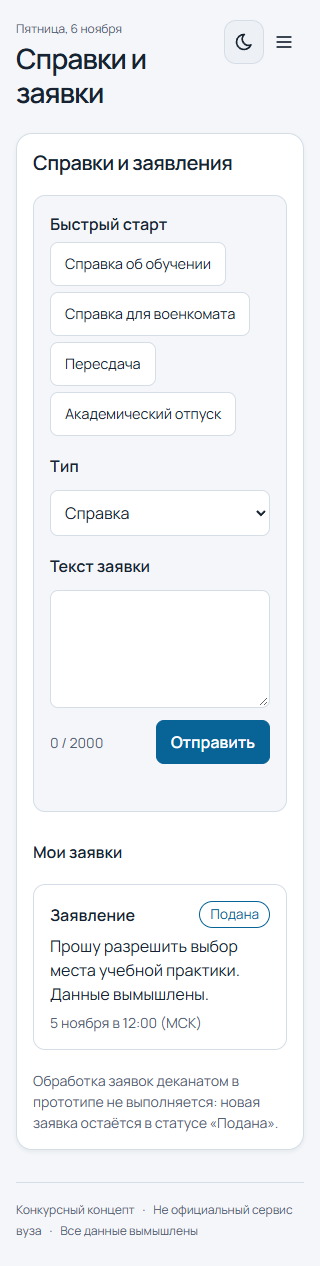 Пятница, 6 ноября
Справки и
заявки
Справки и заявления
Быстрый старт
Справка об обучении
Справка для военкомата
Пересдача
Академический отпуск
Тип
Справка
Текст заявки
0 / 2000
Отправить
Мои заявки
Заявление
Подана
Прошу разрешить выбор
места учебной практики.
Данные вымышлены.
5 ноября в 12:00 (МСК)
Обработка заявок деканатом в
прототипе не выполняется: новая
заявка остаётся в статусе «Подана».
Конкурсный концепт · Не официальный сервис
вуза · Все данные вымышлены